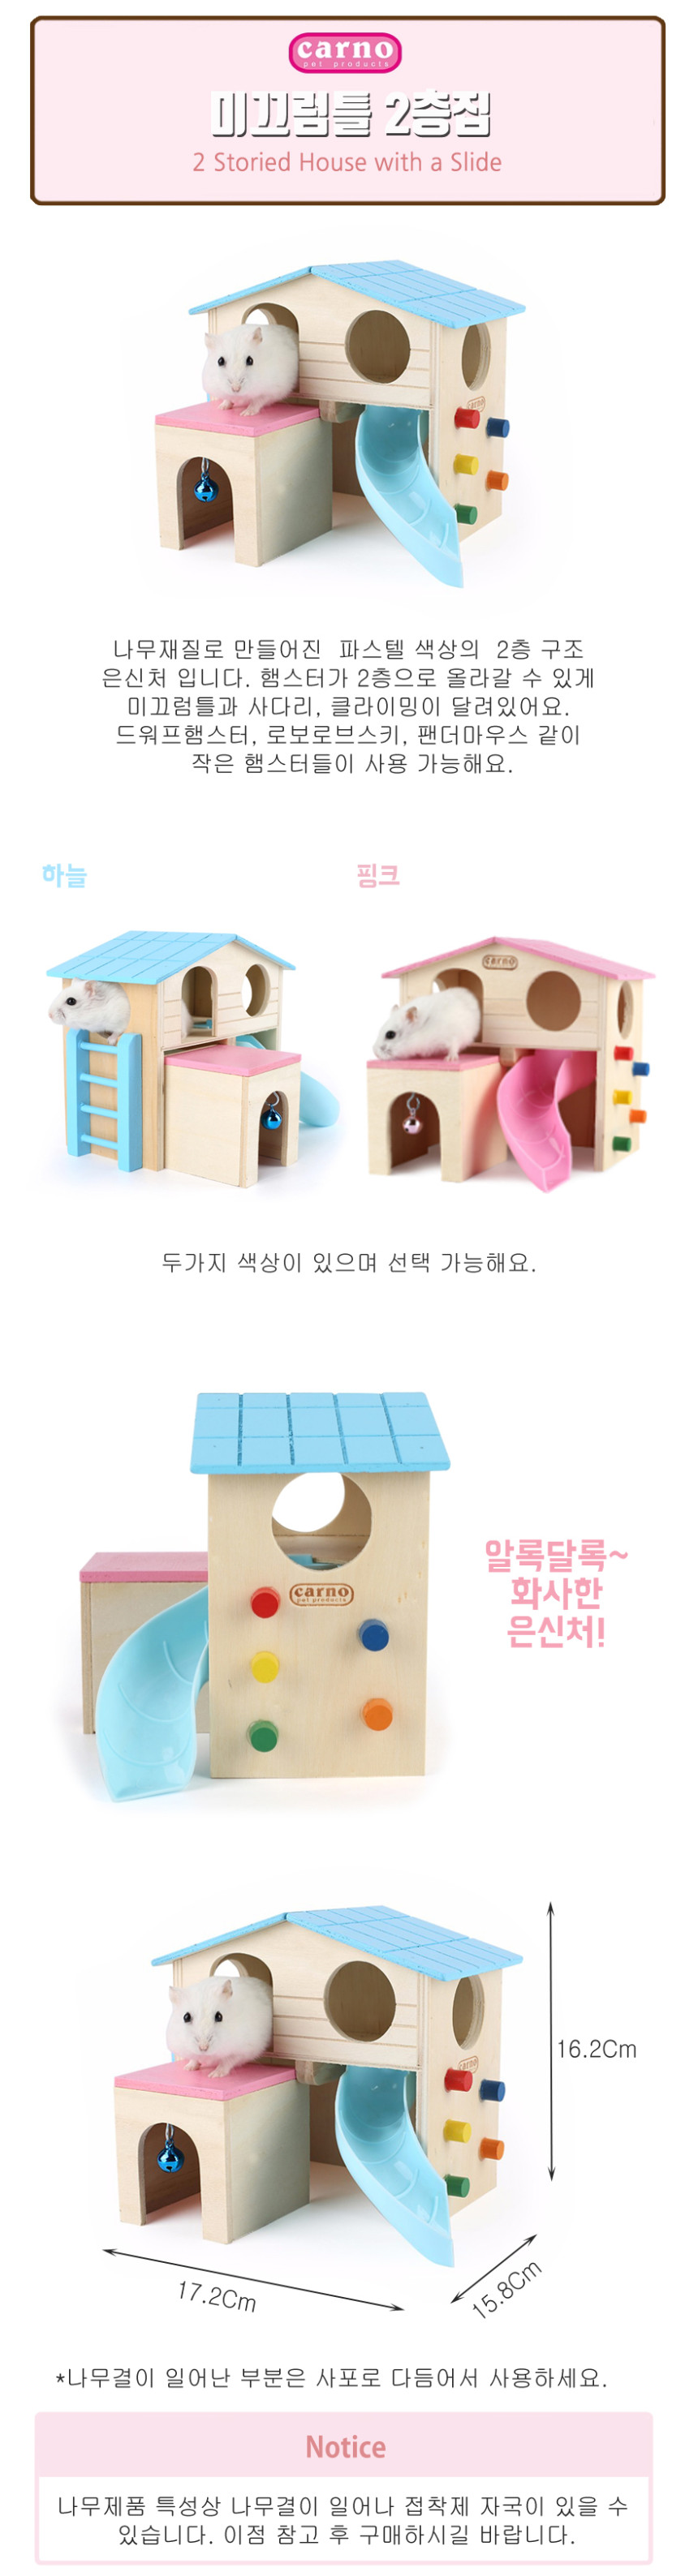 carno
pet products
미끄럼틀 2층집
2 Storied House with a Slide
carno
나무재질로 만들어진 파스텔 색상의 2층 구조
은신처 입니다. 햄스터가 2층으로 올라갈 수 있게
미끄럼틀과 사다리, 클라이밍이 달려있어요.
드워프햄스터, 로보로브스키, 팬더마우스 같이
작은 햄스터들이 사용 가능해요.
하늘
핑크
carno
두가지 색상이 있으며 선택 가능해요.
carno
pet products
알록달록~
화사한
은신처!
16.2Cm
carno
17.2Cm
15.8Cm
*나무결이 일어난 부분은 사포로 다듬어서 사용하세요.
Notice
나무제품 특성상 나무결이 일어나 접착제 자국이 있을 수
있습니다. 이점 참고 후 구매하시길 바랍니다.